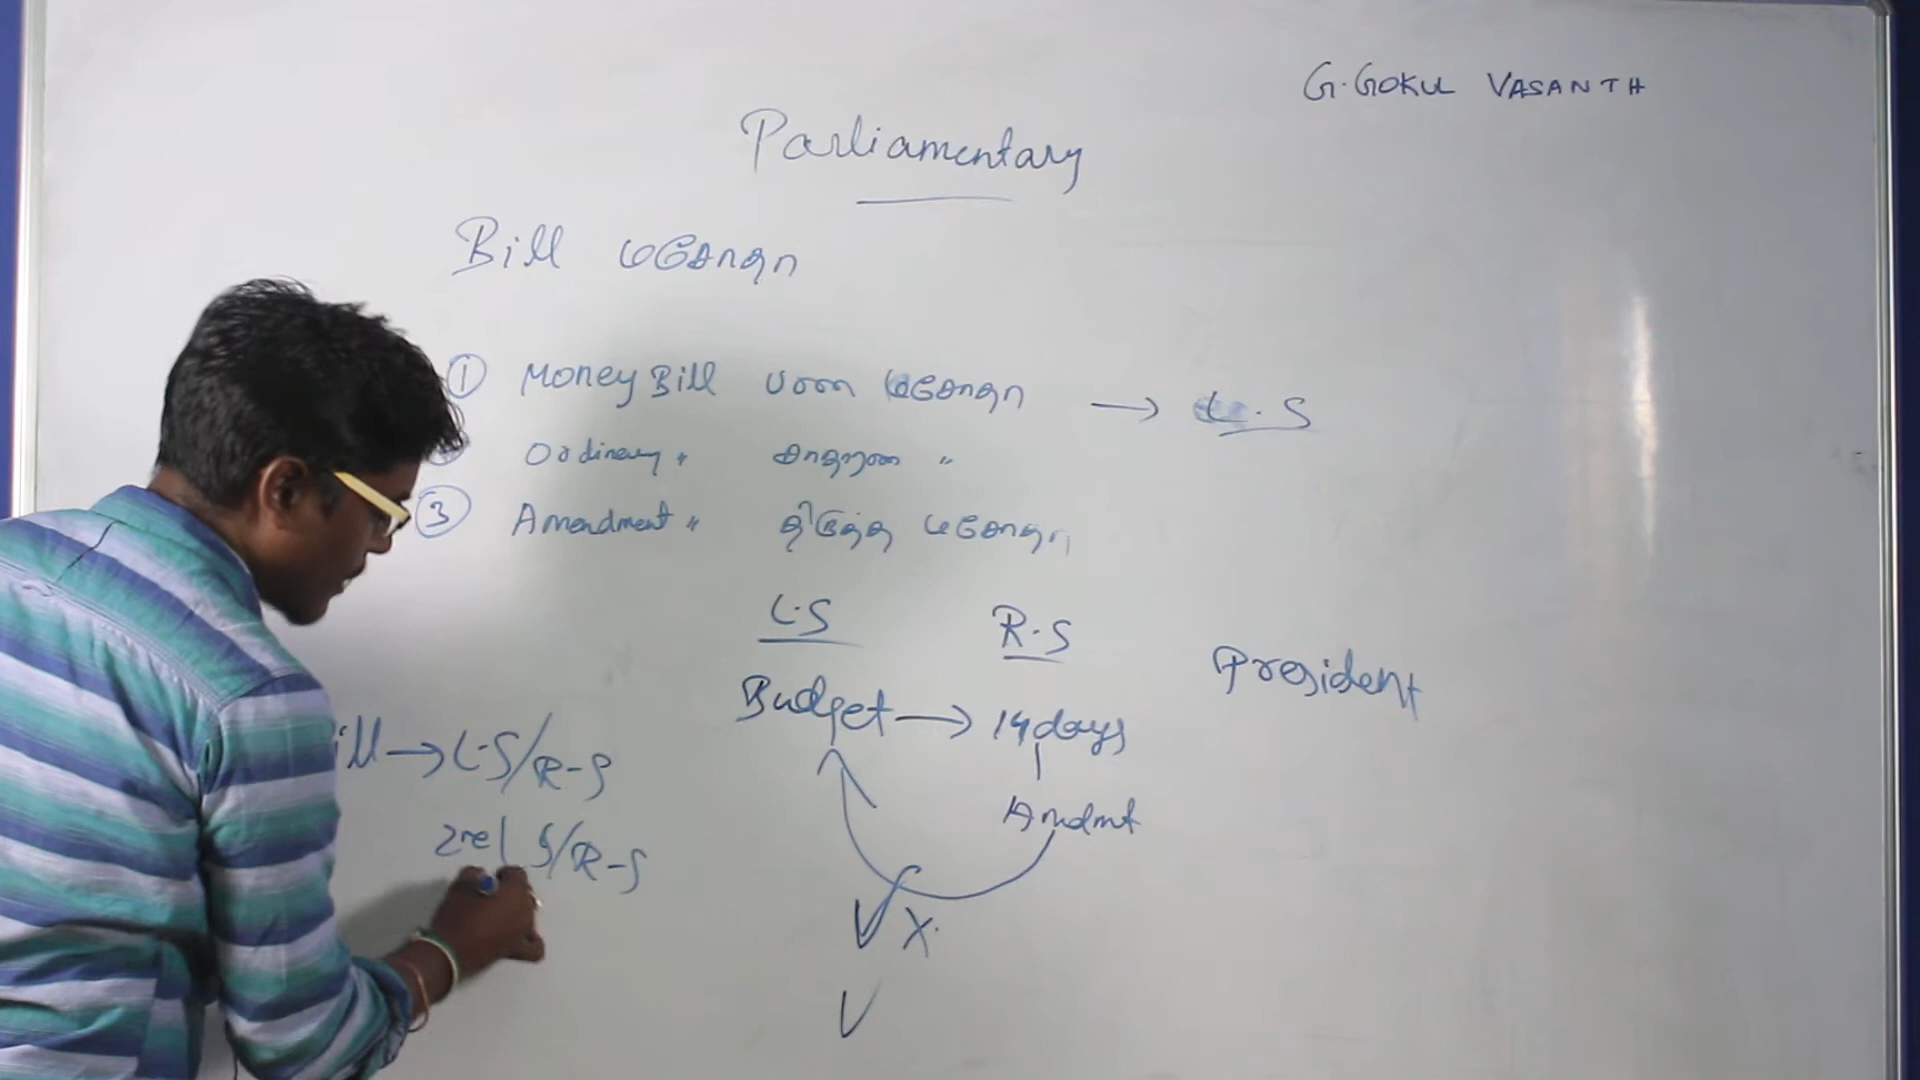 G. GOKUL VASANTH
Parliamentary
Bill மசோதா
① Money Bill பண மசோதா → L.S
Ordinary " சாதாரண "
③ Amendment " திருத்த மசோதா
L.S R.S
President
Budget → 14 days
ill → L-S/R-S
Amdmt
S/R-S
V X.
V